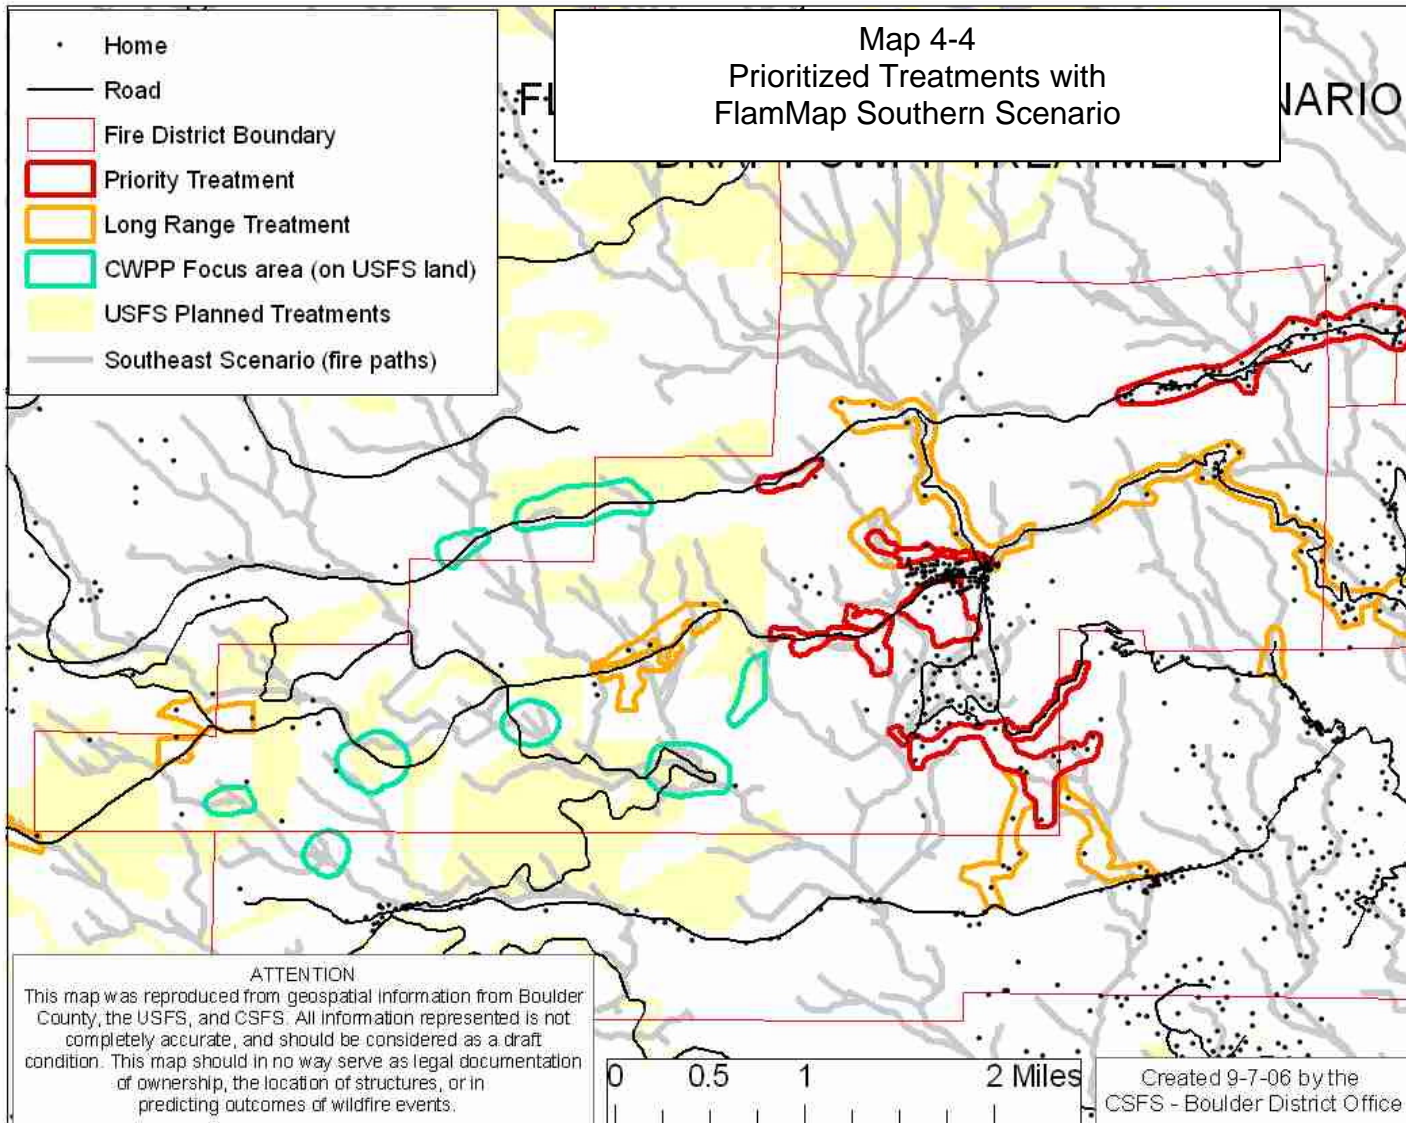 Home
Road
Fire District Boundary
Priority Treatment
Long Range Treatment
CWPP Focus area (on USFS land)
USFS Planned Treatments
Southeast Scenario (fire paths)
Map 4-4
Prioritized Treatments with
FlamMap Southern Scenario
ATTENTION
This map was reproduced from geospatial information from Boulder
County, the USFS, and CSFS. All information represented is not
completely accurate, and should be considered as a draft
condition. This map should in no way serve as legal documentation
of ownership, the location of structures, or in
predicting outcomes of wildfire events.
0 0.5 1 2 Miles
Created 9-7-06 by the
CSFS - Boulder District Office